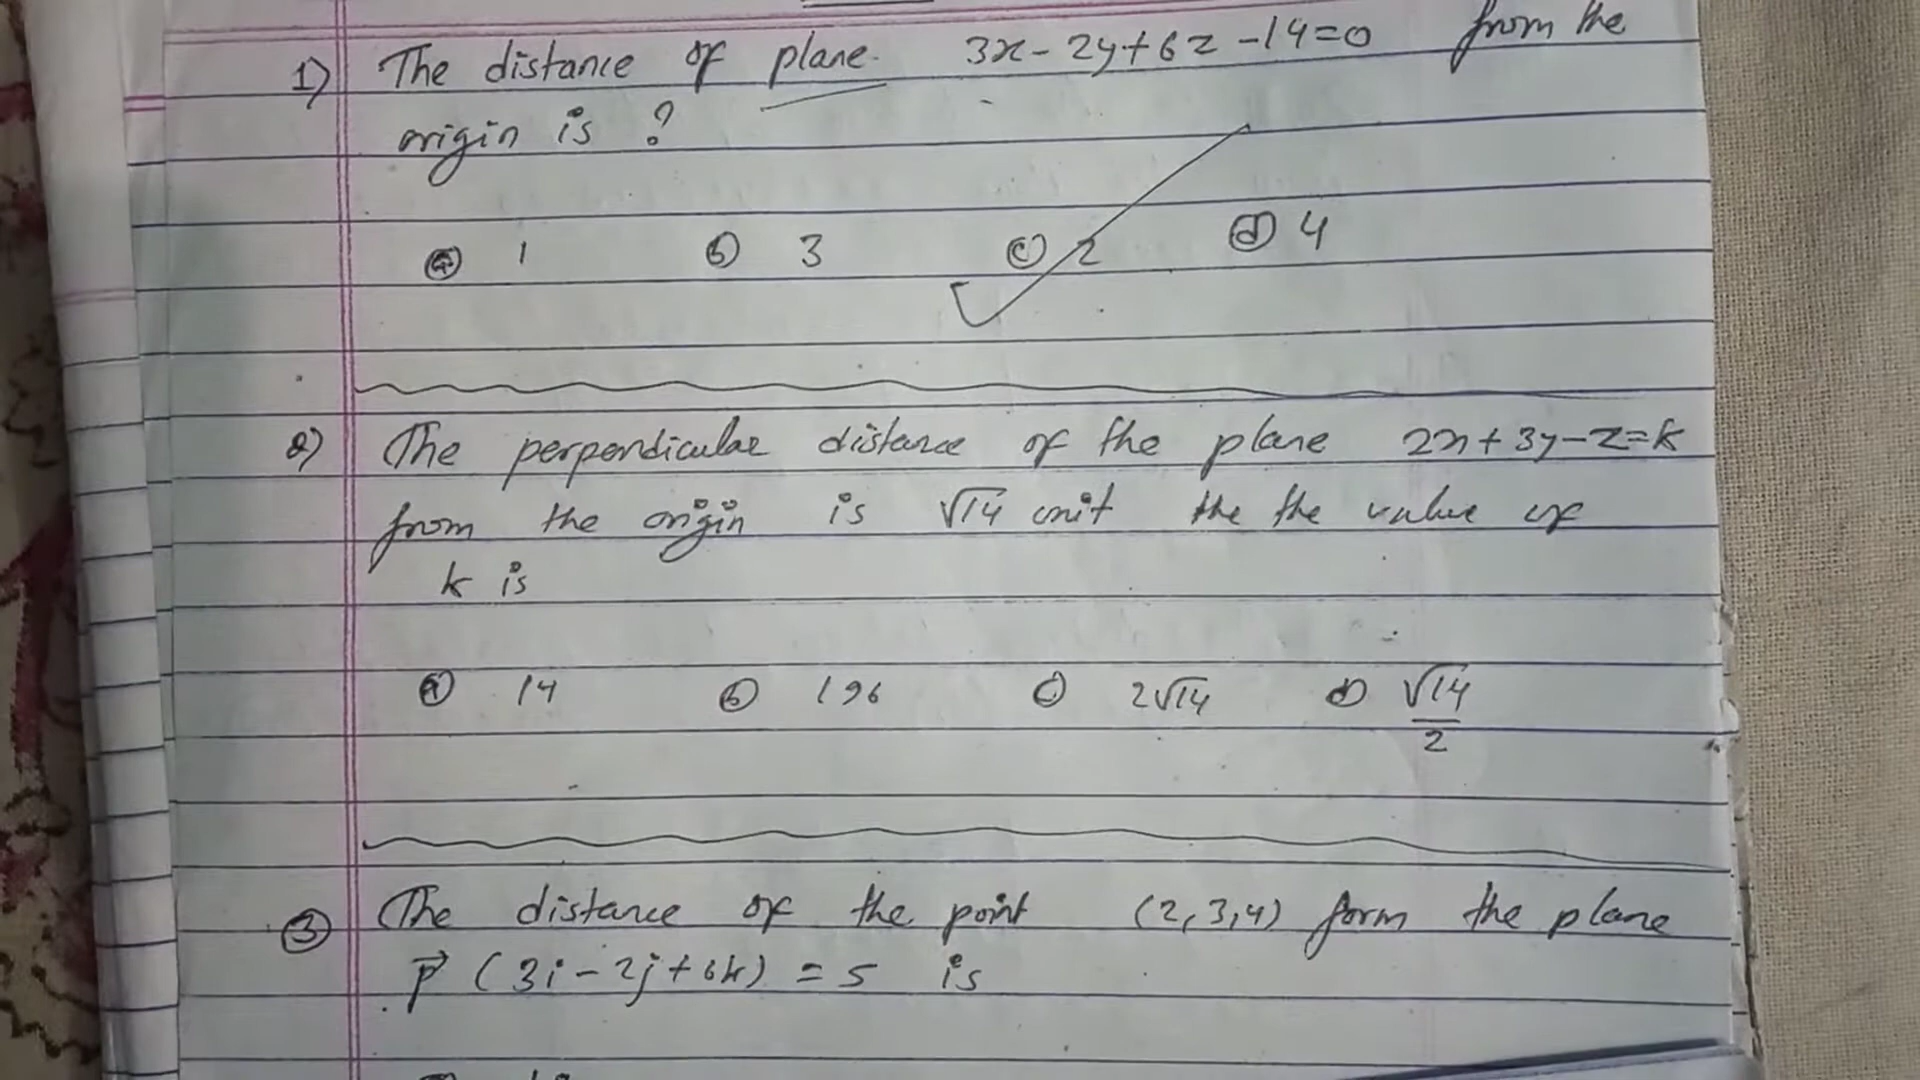 1) The distance of plane 3x-2y+6z-14=0 from the
origin is ?
ⓐ 1 ⓑ 3 ⓒ 2 ⓓ 4
2) The perpendicular distance of the plane 2x+3y-z=k
from the origin is √14 unit the the value of
k is
ⓐ 14 ⓑ 196 ⓒ 2√14 ⓓ √14/2
③ The distance of the point (2,3,4) form the plane
(3i-2j+6k) = 5 is